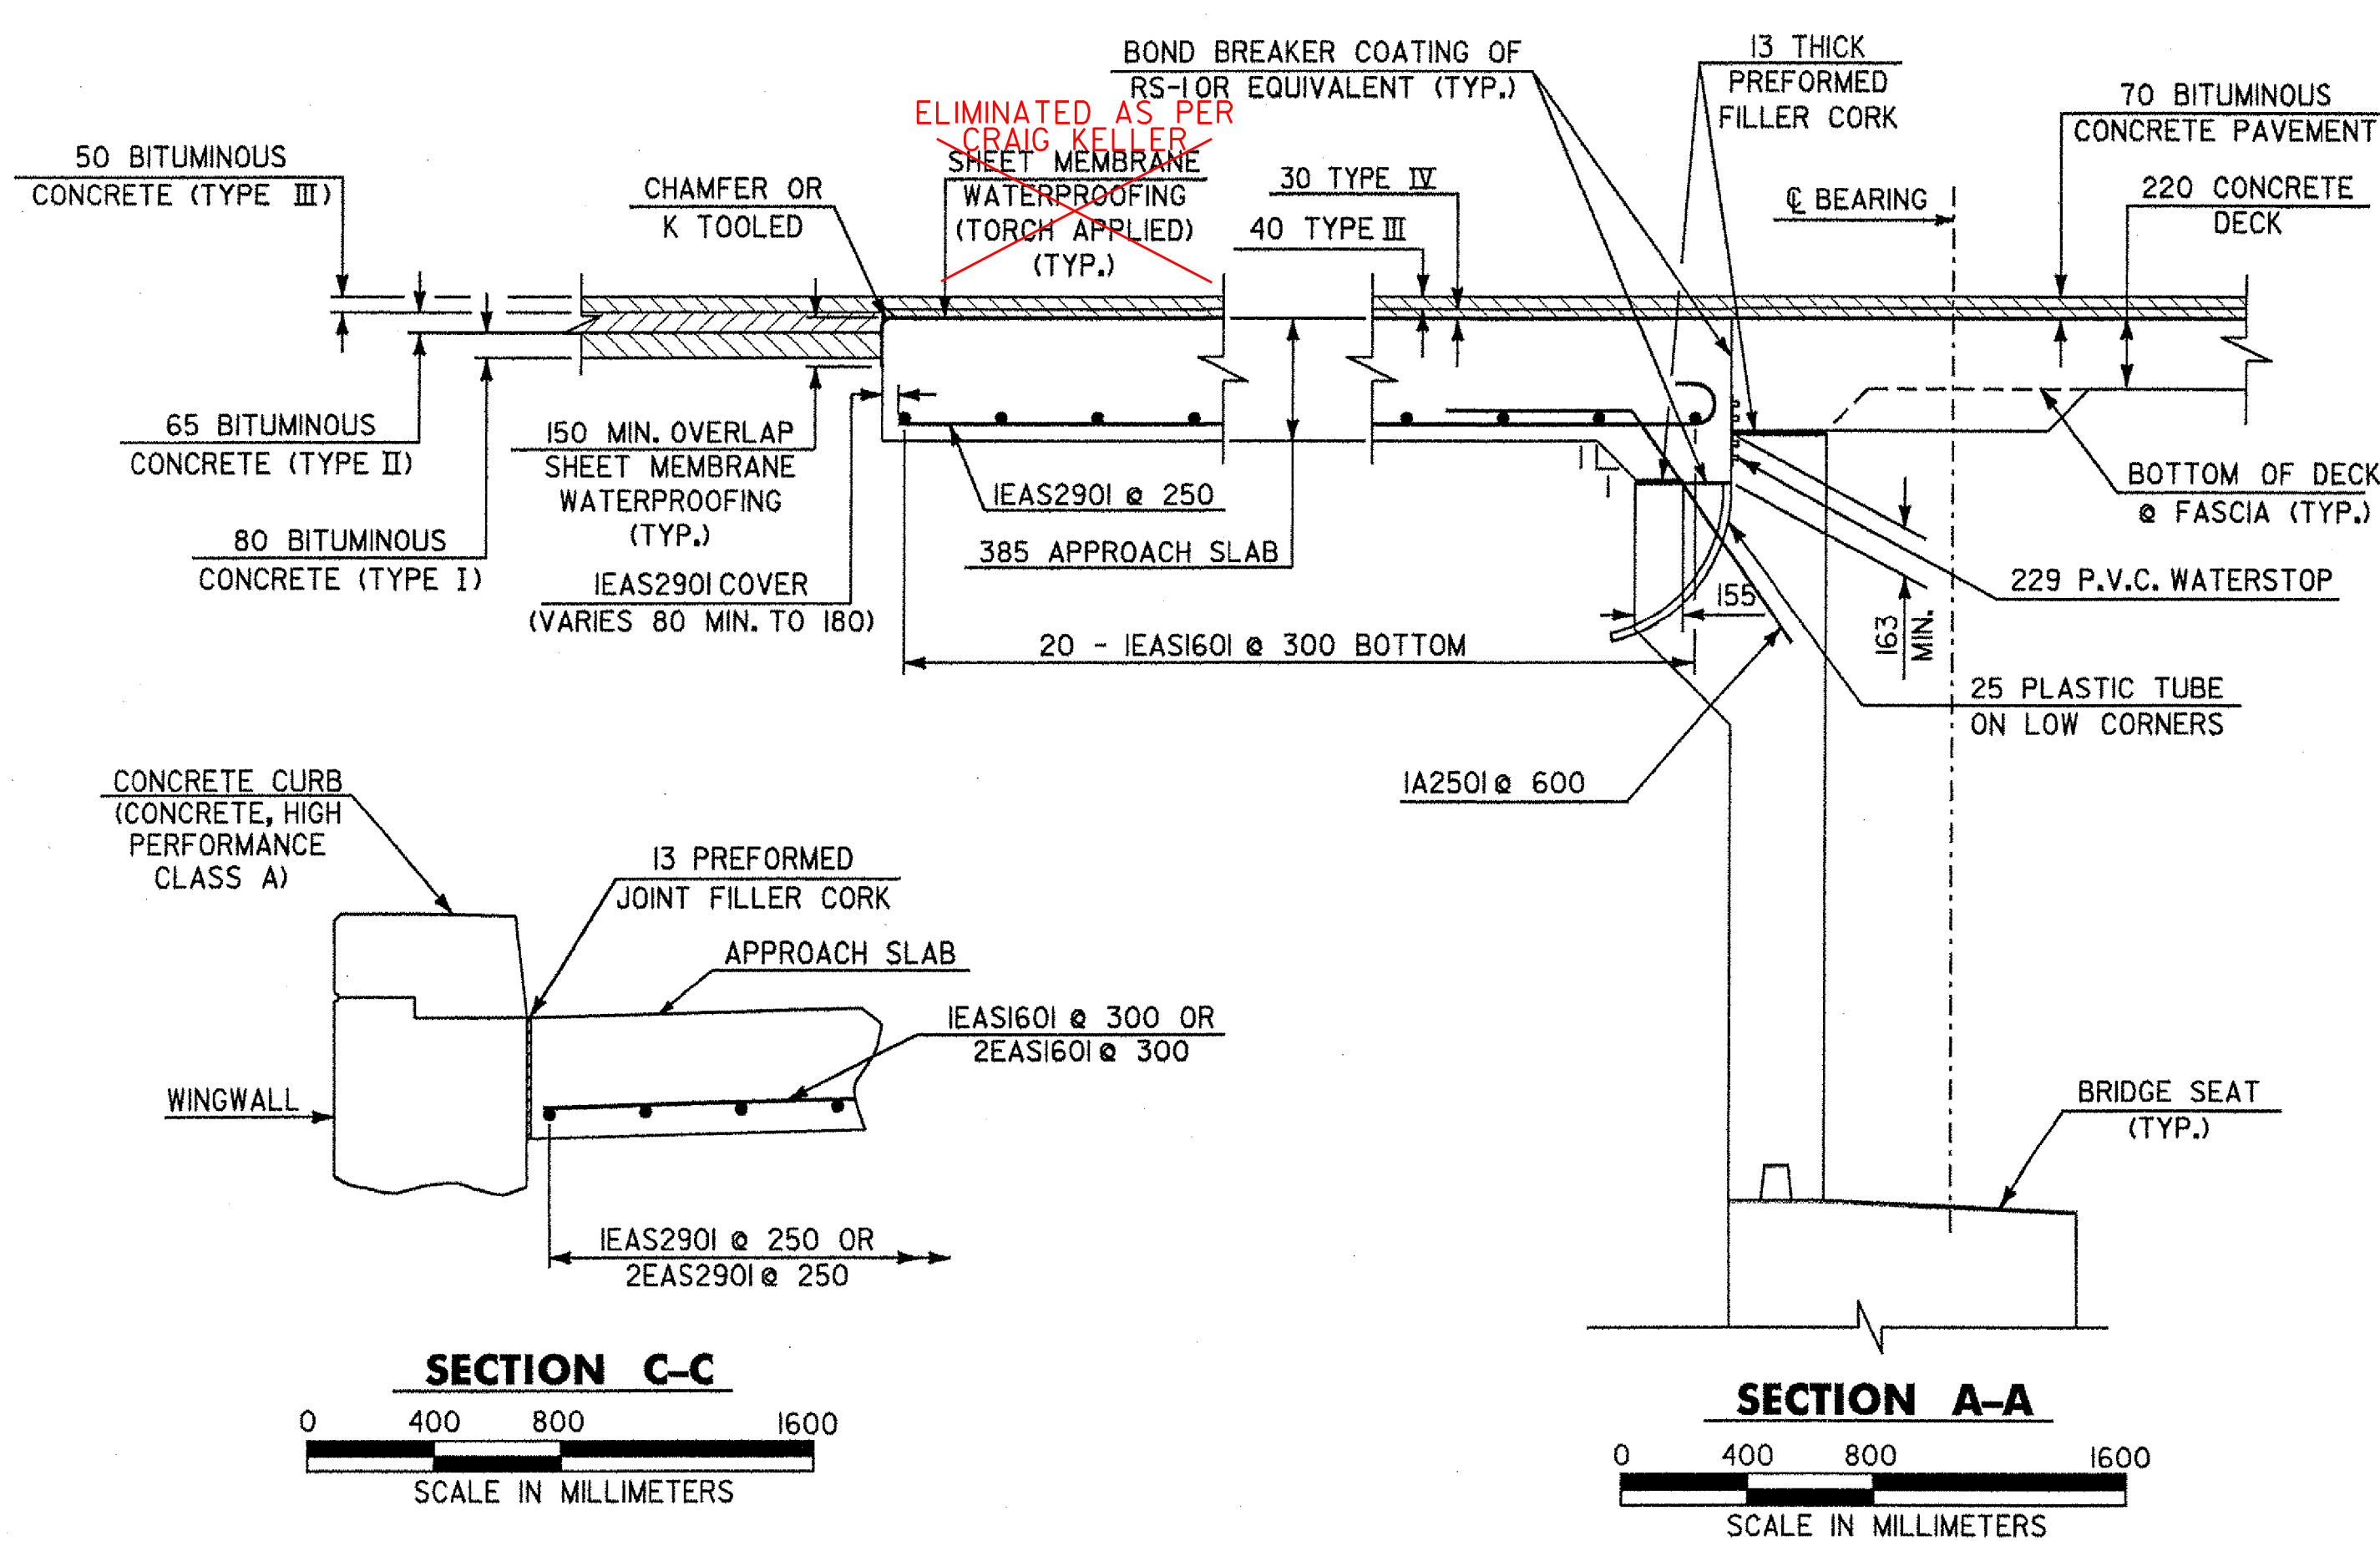 BOND BREAKER COATING OF
RS-1 OR EQUIVALENT (TYP.)
13 THICK
PREFORMED
FILLER CORK
70 BITUMINOUS
CONCRETE PAVEMENT
ELIMINATED AS PER
CRAIG KELLER
SHEET MEMBRANE
WATERPROOFING
(TORCH APPLIED)
(TYP.)
50 BITUMINOUS
CONCRETE (TYPE III)
CHAMFER OR
K TOOLED
30 TYPE IV
40 TYPE III
℄ BEARING
220 CONCRETE
DECK
65 BITUMINOUS
CONCRETE (TYPE II)
150 MIN. OVERLAP
SHEET MEMBRANE
WATERPROOFING
(TYP.)
1EAS2901 @ 250
80 BITUMINOUS
CONCRETE (TYPE I)
385 APPROACH SLAB
1EAS2901 COVER
(VARIES 80 MIN. TO 180)
20 - 1EAS1601 @ 300 BOTTOM
155
BOTTOM OF DECK
@ FASCIA (TYP.)
229 P.V.C. WATERSTOP
163
MIN.
25 PLASTIC TUBE
ON LOW CORNERS
1A2501 @ 600
CONCRETE CURB
(CONCRETE, HIGH
PERFORMANCE
CLASS A)
13 PREFORMED
JOINT FILLER CORK
APPROACH SLAB
1EAS1601 @ 300 OR
2EAS1601 @ 300
WINGWALL
BRIDGE SEAT
(TYP.)
1EAS2901 @ 250 OR
2EAS2901 @ 250
SECTION C-C
0 400 800 1600
SCALE IN MILLIMETERS
SECTION A-A
0 400 800 1600
SCALE IN MILLIMETERS